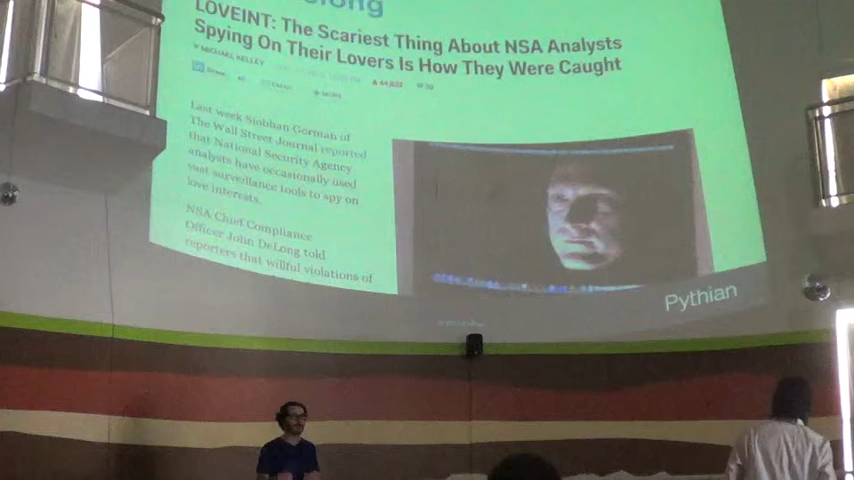 LOVEINT: The Scariest Thing About NSA Analysts
Spying On Their Lovers Is How They Were Caught
MICHAEL KELLEY
Last week Siobhan Gorman of
The Wall Street Journal reported
that National Security Agency
analysts have occasionally used
vast surveillance tools to spy on
love interests.
NSA Chief Compliance
Officer John DeLong told
reporters that willful violations of
Pythian